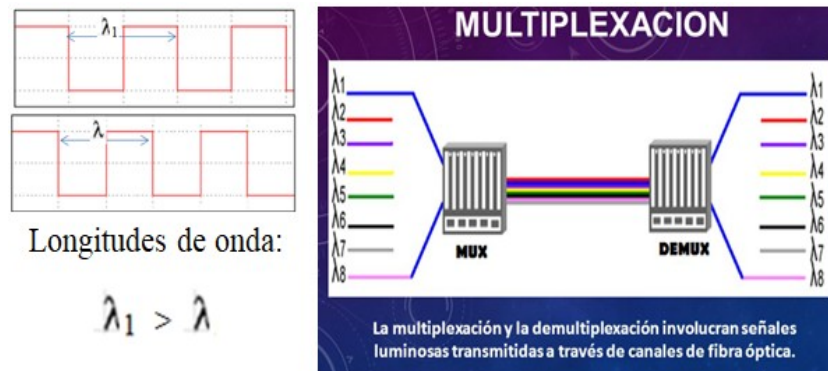 λ₁
λ
Longitudes de onda:
λ₁ > λ
MULTIPLEXACION
λ1
λ2
λ3
λ4
λ5
λ6
λ7
λ8
MUX
DEMUX
λ1
λ2
λ3
λ4
λ5
λ6
λ7
λ8
La multiplexación y la demultiplexación involucran señales
luminosas transmitidas a través de canales de fibra óptica.